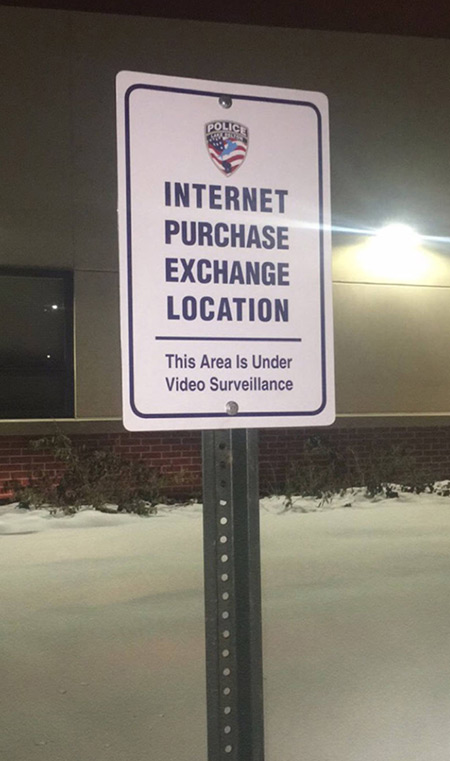 POLICE
INTERNET
PURCHASE
EXCHANGE
LOCATION
This Area Is Under
Video Surveillance